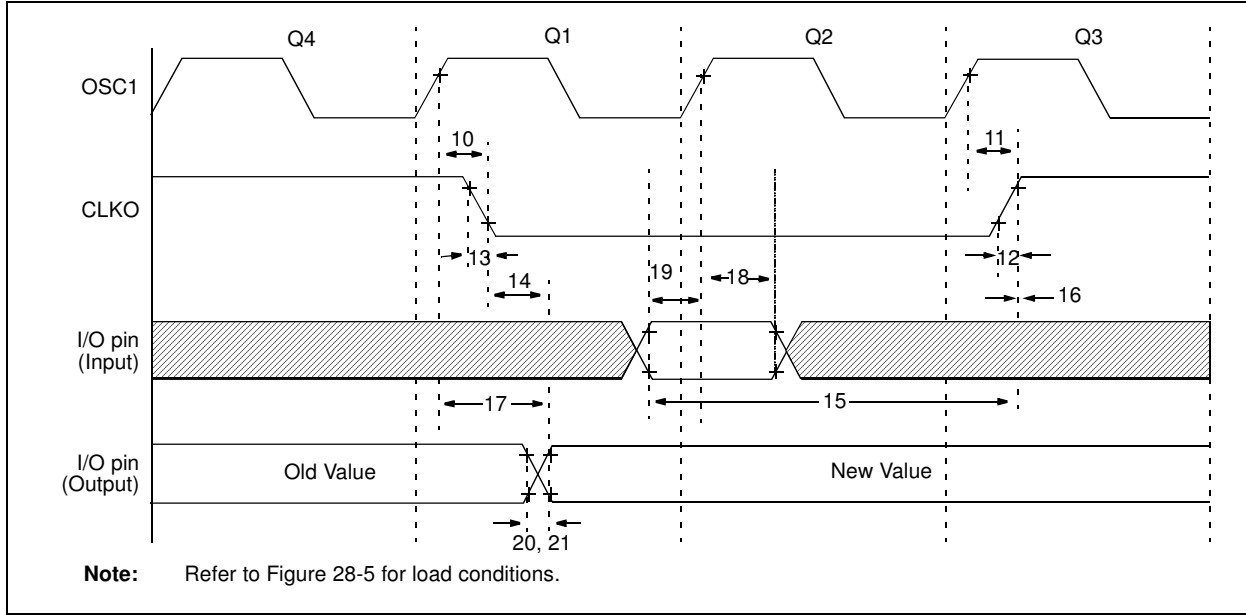 Q4 Q1 Q2 Q3
OSC1
10 11
CLKO
13 12
14 19 18 16
I/O pin
(Input)
17 15
I/O pin
(Output)
Old Value New Value
20, 21
Note: Refer to Figure 28-5 for load conditions.